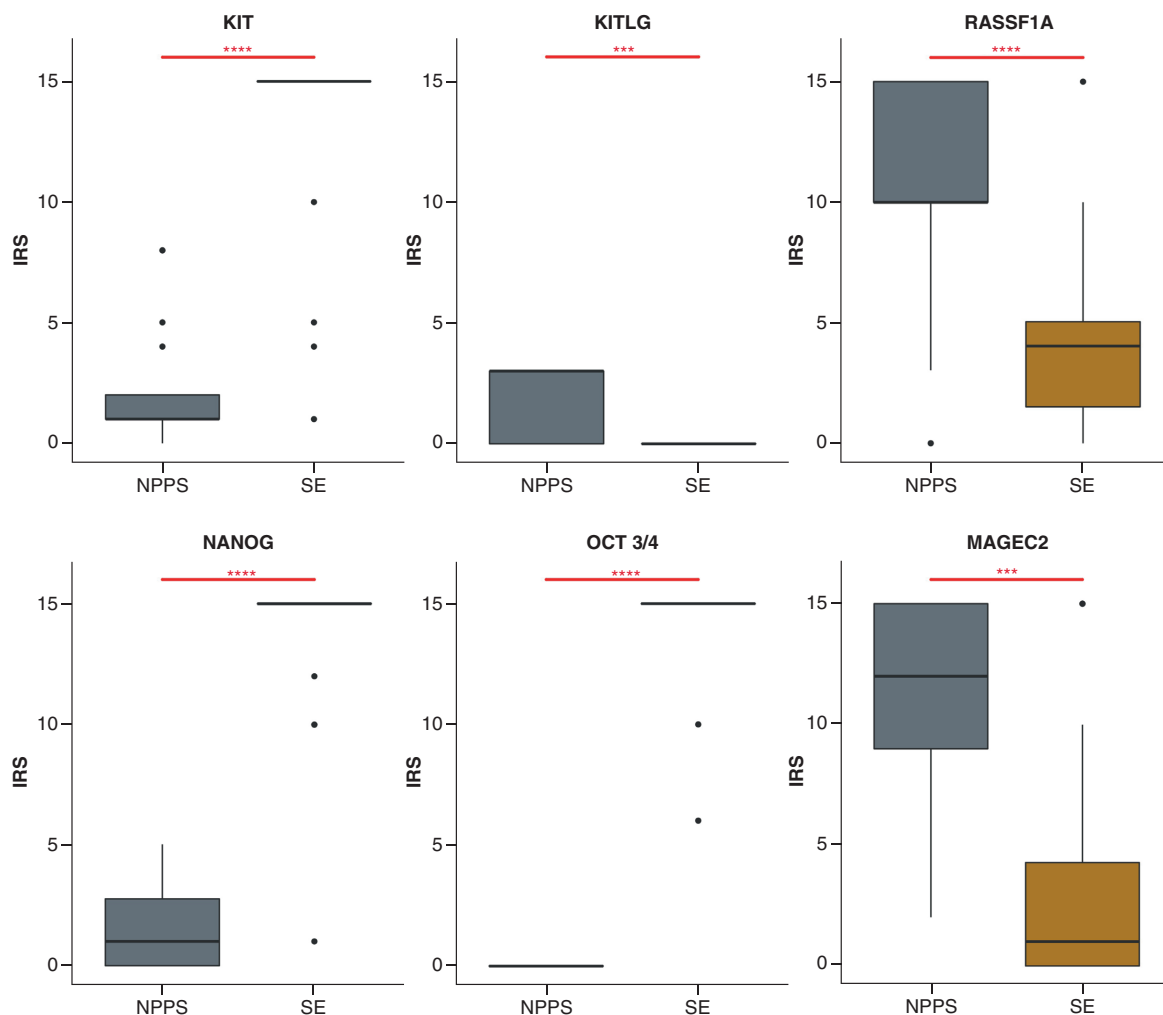 KIT
****
15
10
5
0
IRS
NPPS SE
KITLG
***
15
10
5
0
IRS
NPPS SE
RASSF1A
****
15
10
5
0
IRS
NPPS SE
NANOG
****
15
10
5
0
IRS
NPPS SE
OCT 3/4
****
15
10
5
0
IRS
NPPS SE
MAGEC2
***
15
10
5
0
IRS
NPPS SE